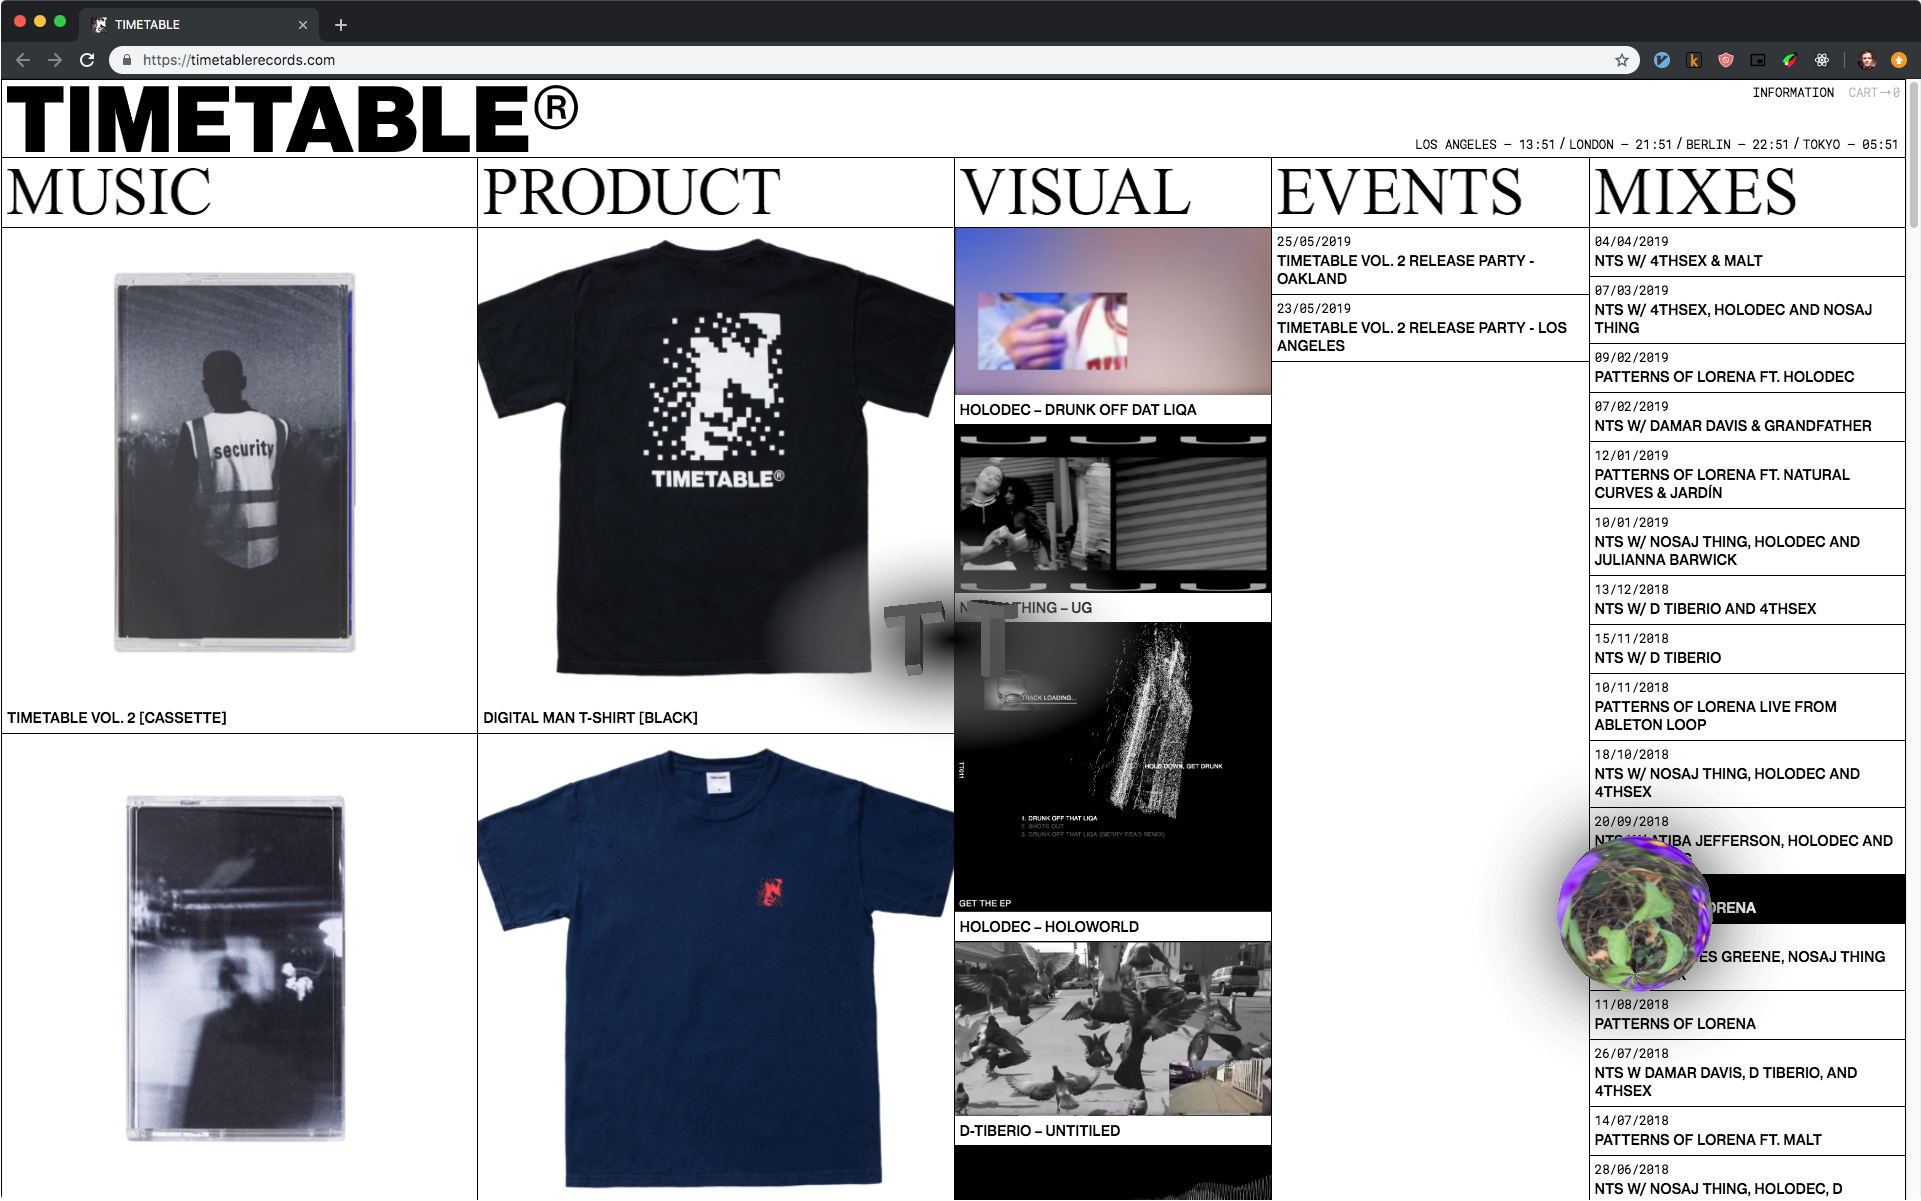 TIMETABLE
https://timetablerecords.com
TIMETABLE®
INFORMATION
CART→0
LOS ANGELES – 13:51 / LONDON – 21:51 / BERLIN – 22:51 / TOKYO – 05:51
MUSIC
PRODUCT
VISUAL
EVENTS
MIXES
security
TIMETABLE VOL. 2 [CASSETTE]
TIMETABLE®
DIGITAL MAN T-SHIRT [BLACK]
HOLODEC – DRUNK OFF DAT LIQA
THING – UG
TT
TRACK LOADING...
HOLD DOWN, GET DRUNK
TT011
1. DRUNK OFF THAT LIQA
2. SHOTS OUT
3. DRUNK OFF THAT LIQA (GERRY READ REMIX)
GET THE EP
HOLODEC – HOLOWORLD
D-TIBERIO – UNTITILED
25/05/2019
TIMETABLE VOL. 2 RELEASE PARTY -
OAKLAND
23/05/2019
TIMETABLE VOL. 2 RELEASE PARTY - LOS
ANGELES
04/04/2019
NTS W/ 4THSEX & MALT
07/03/2019
NTS W/ 4THSEX, HOLODEC AND NOSAJ
THING
09/02/2019
PATTERNS OF LORENA FT. HOLODEC
07/02/2019
NTS W/ DAMAR DAVIS & GRANDFATHER
12/01/2019
PATTERNS OF LORENA FT. NATURAL
CURVES & JARDÍN
10/01/2019
NTS W/ NOSAJ THING, HOLODEC AND
JULIANNA BARWICK
13/12/2018
NTS W/ D TIBERIO AND 4THSEX
15/11/2018
NTS W/ D TIBERIO
10/11/2018
PATTERNS OF LORENA LIVE FROM
ABLETON LOOP
18/10/2018
NTS W/ NOSAJ THING, HOLODEC AND
4THSEX
20/09/2018
NTS W/ ATIBA JEFFERSON, HOLODEC AND
GREENE, NOSAJ THING
11/08/2018
PATTERNS OF LORENA
26/07/2018
NTS W DAMAR DAVIS, D TIBERIO, AND
4THSEX
14/07/2018
PATTERNS OF LORENA FT. MALT
28/06/2018
NTS W/ NOSAJ THING, HOLODEC, D